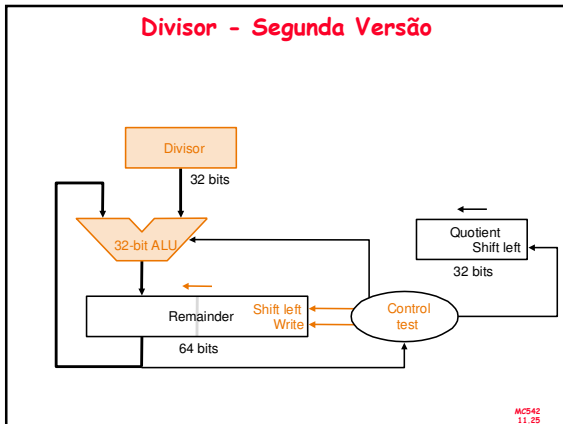 Divisor - Segunda Versão
Divisor
32 bits
32-bit ALU
Quotient
Shift left
32 bits
Remainder
Shift left
Write
Control
test
64 bits
MC542
11.25